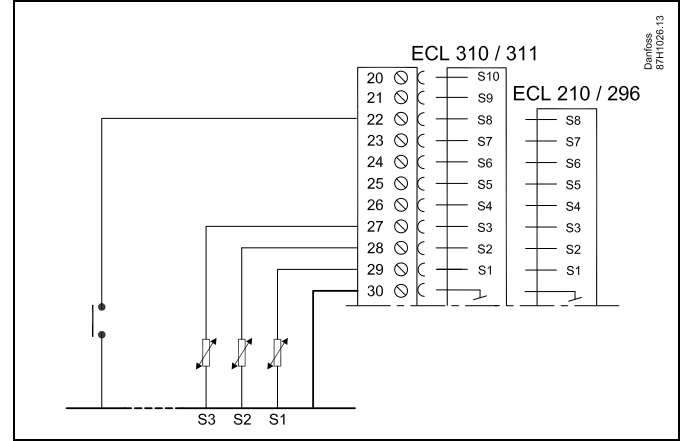 Danfoss
87H1026.13
ECL 310 / 311
ECL 210 / 296
20 S10
21 S9
22 S8 S8
23 S7 S7
24 S6 S6
25 S5 S5
26 S4 S4
27 S3 S3
28 S2 S2
29 S1 S1
30
S3 S2 S1